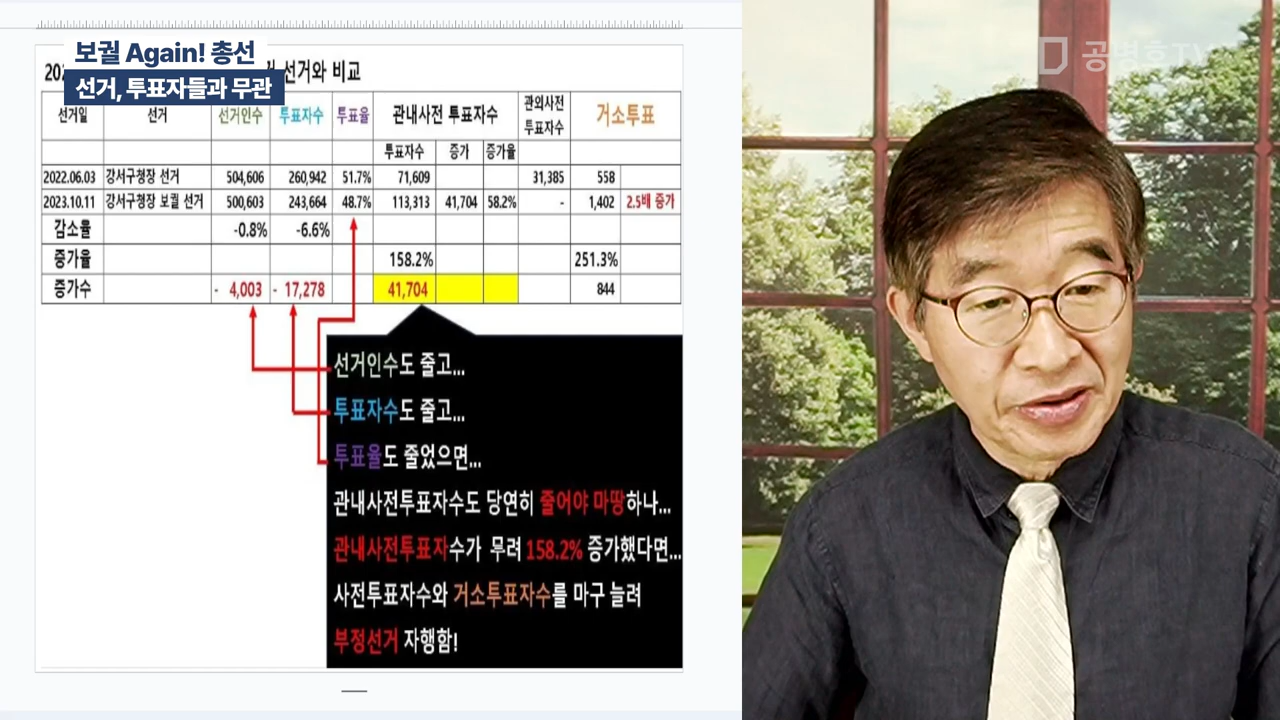 보궐 Again! 총선
선거, 투표자들과 무관
공병호TV
선거와 비교
선거일 선거 선거인수 투표자수 투표율 관내사전 투표자수 관외사전 투표자수 거소투표
투표자수 증가 증가율
2022.06.03 강서구청장 선거 504,606 260,942 51.7% 71,609 31,385 558
2023.10.11 강서구청장 보궐 선거 500,603 243,664 48.7% 113,313 41,704 58.2% - 1,402 2.5배 증가
감소율 -0.8% -6.6%
증가율 158.2% 251.3%
증가수 - 4,003 - 17,278 41,704 844
선거인수도 줄고...
투표자수도 줄고...
투표율도 줄었으면...
관내사전투표자수도 당연히 줄어야 마땅하나...
관내사전투표자수가 무려 158.2% 증가했다면...
사전투표자수와 거소투표자수를 마구 늘려
부정선거 자행함!